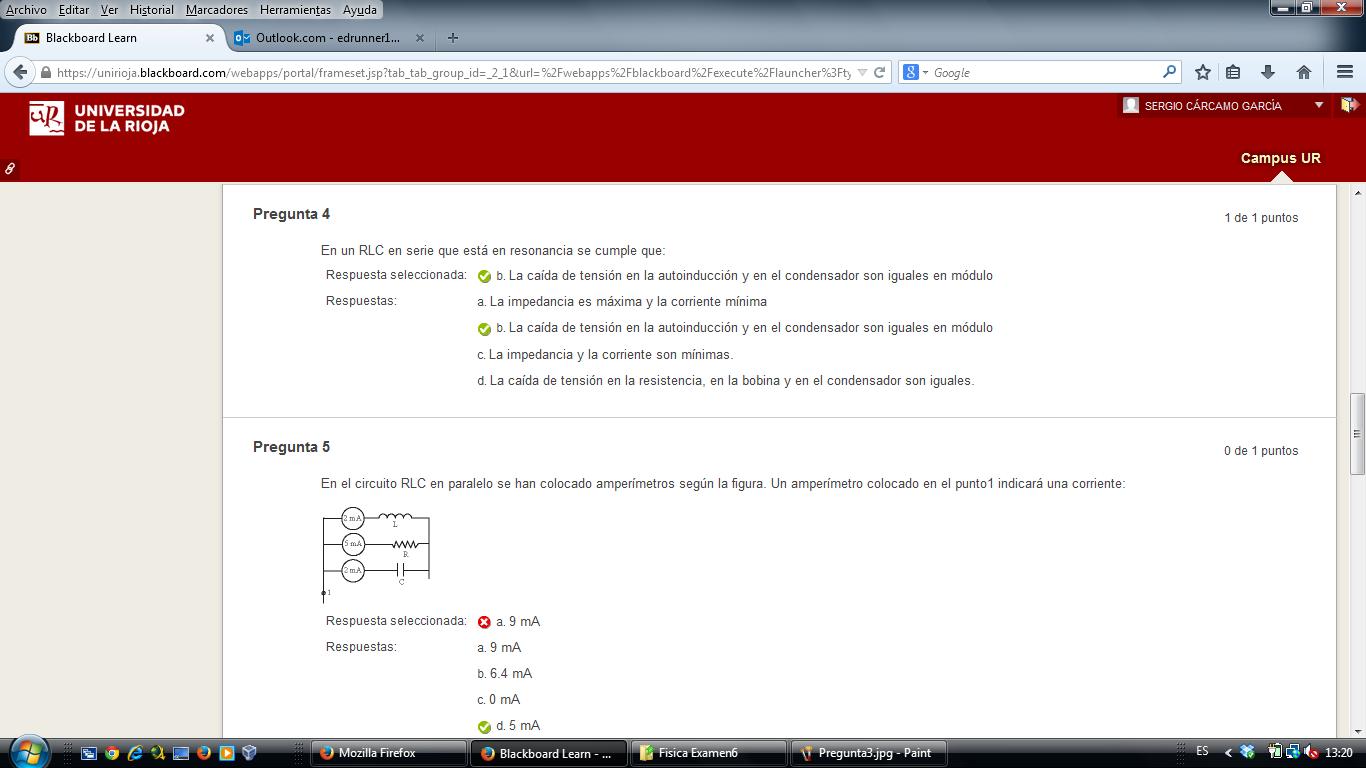 Archivo Editar Ver Historial Marcadores Herramientas Ayuda
Bb Blackboard Learn Outlook.com - edrunner1...
https://unirioja.blackboard.com/webapps/portal/frameset.jsp?tab_tab_group_id=_2_1&url=%2Fwebapps%2Fblackboard%2Fexecute%2Flauncher%3Fty Google
UNIVERSIDAD
DE LA RIOJA
SERGIO CÁRCAMO GARCÍA
Campus UR
Pregunta 4
1 de 1 puntos
En un RLC en serie que está en resonancia se cumple que:
Respuesta seleccionada: b. La caída de tensión en la autoinducción y en el condensador son iguales en módulo
Respuestas: a. La impedancia es máxima y la corriente mínima
b. La caída de tensión en la autoinducción y en el condensador son iguales en módulo
c. La impedancia y la corriente son mínimas.
d. La caída de tensión en la resistencia, en la bobina y en el condensador son iguales.
Pregunta 5
0 de 1 puntos
En el circuito RLC en paralelo se han colocado amperímetros según la figura. Un amperímetro colocado en el punto1 indicará una corriente:
2 mA
L
5 mA
R
2 mA
C
1
Respuesta seleccionada: a. 9 mA
Respuestas: a. 9 mA
b. 6.4 mA
c. 0 mA
d. 5 mA
Mozilla Firefox Blackboard Learn - ... Fisica Examen6 Pregunta3.jpg - Paint ES 13:20